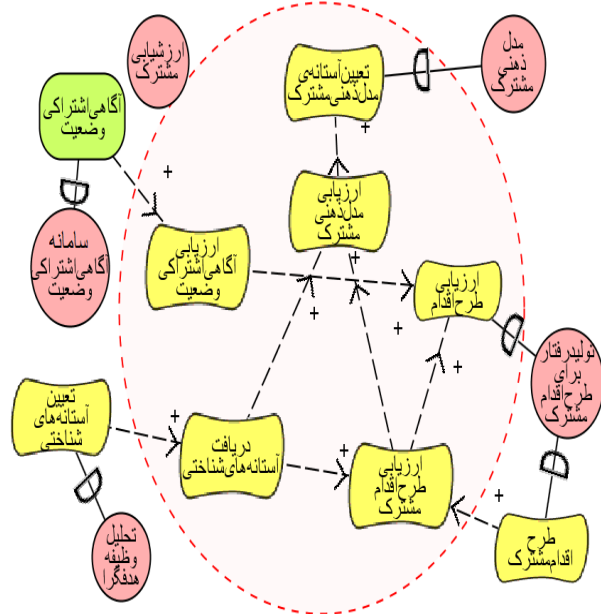 ارزشیابی
مشترک
تعیین‌آستانه‌ی
مدل‌ذهنی‌مشترک
مدل
ذهنی
مشترک
آگاهی‌اشتراکی
وضعیت
ارزیابی
مدل‌ذهنی
مشترک
سامانه
آگاهی‌اشتراکی
وضعیت
ارزیابی
آگاهی‌اشتراکی
وضعیت
ارزیابی
طرح‌اقدام
تولیدرفتار
برای
طرح‌اقدام
مشترک
تعیین
آستانه‌های
شناختی
دریافت
آستانه‌های‌شناختی
ارزیابی
طرح‌اقدام
مشترک
طرح
اقدام‌مشترک
تحلیل
وظیفه
هدفگرا
+
+
+
+
+
+
+
+
+